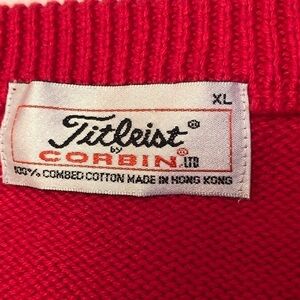 XL
Titleist®
by
CORBIN® LTD
100% COMBED COTTON MADE IN HONG KONG